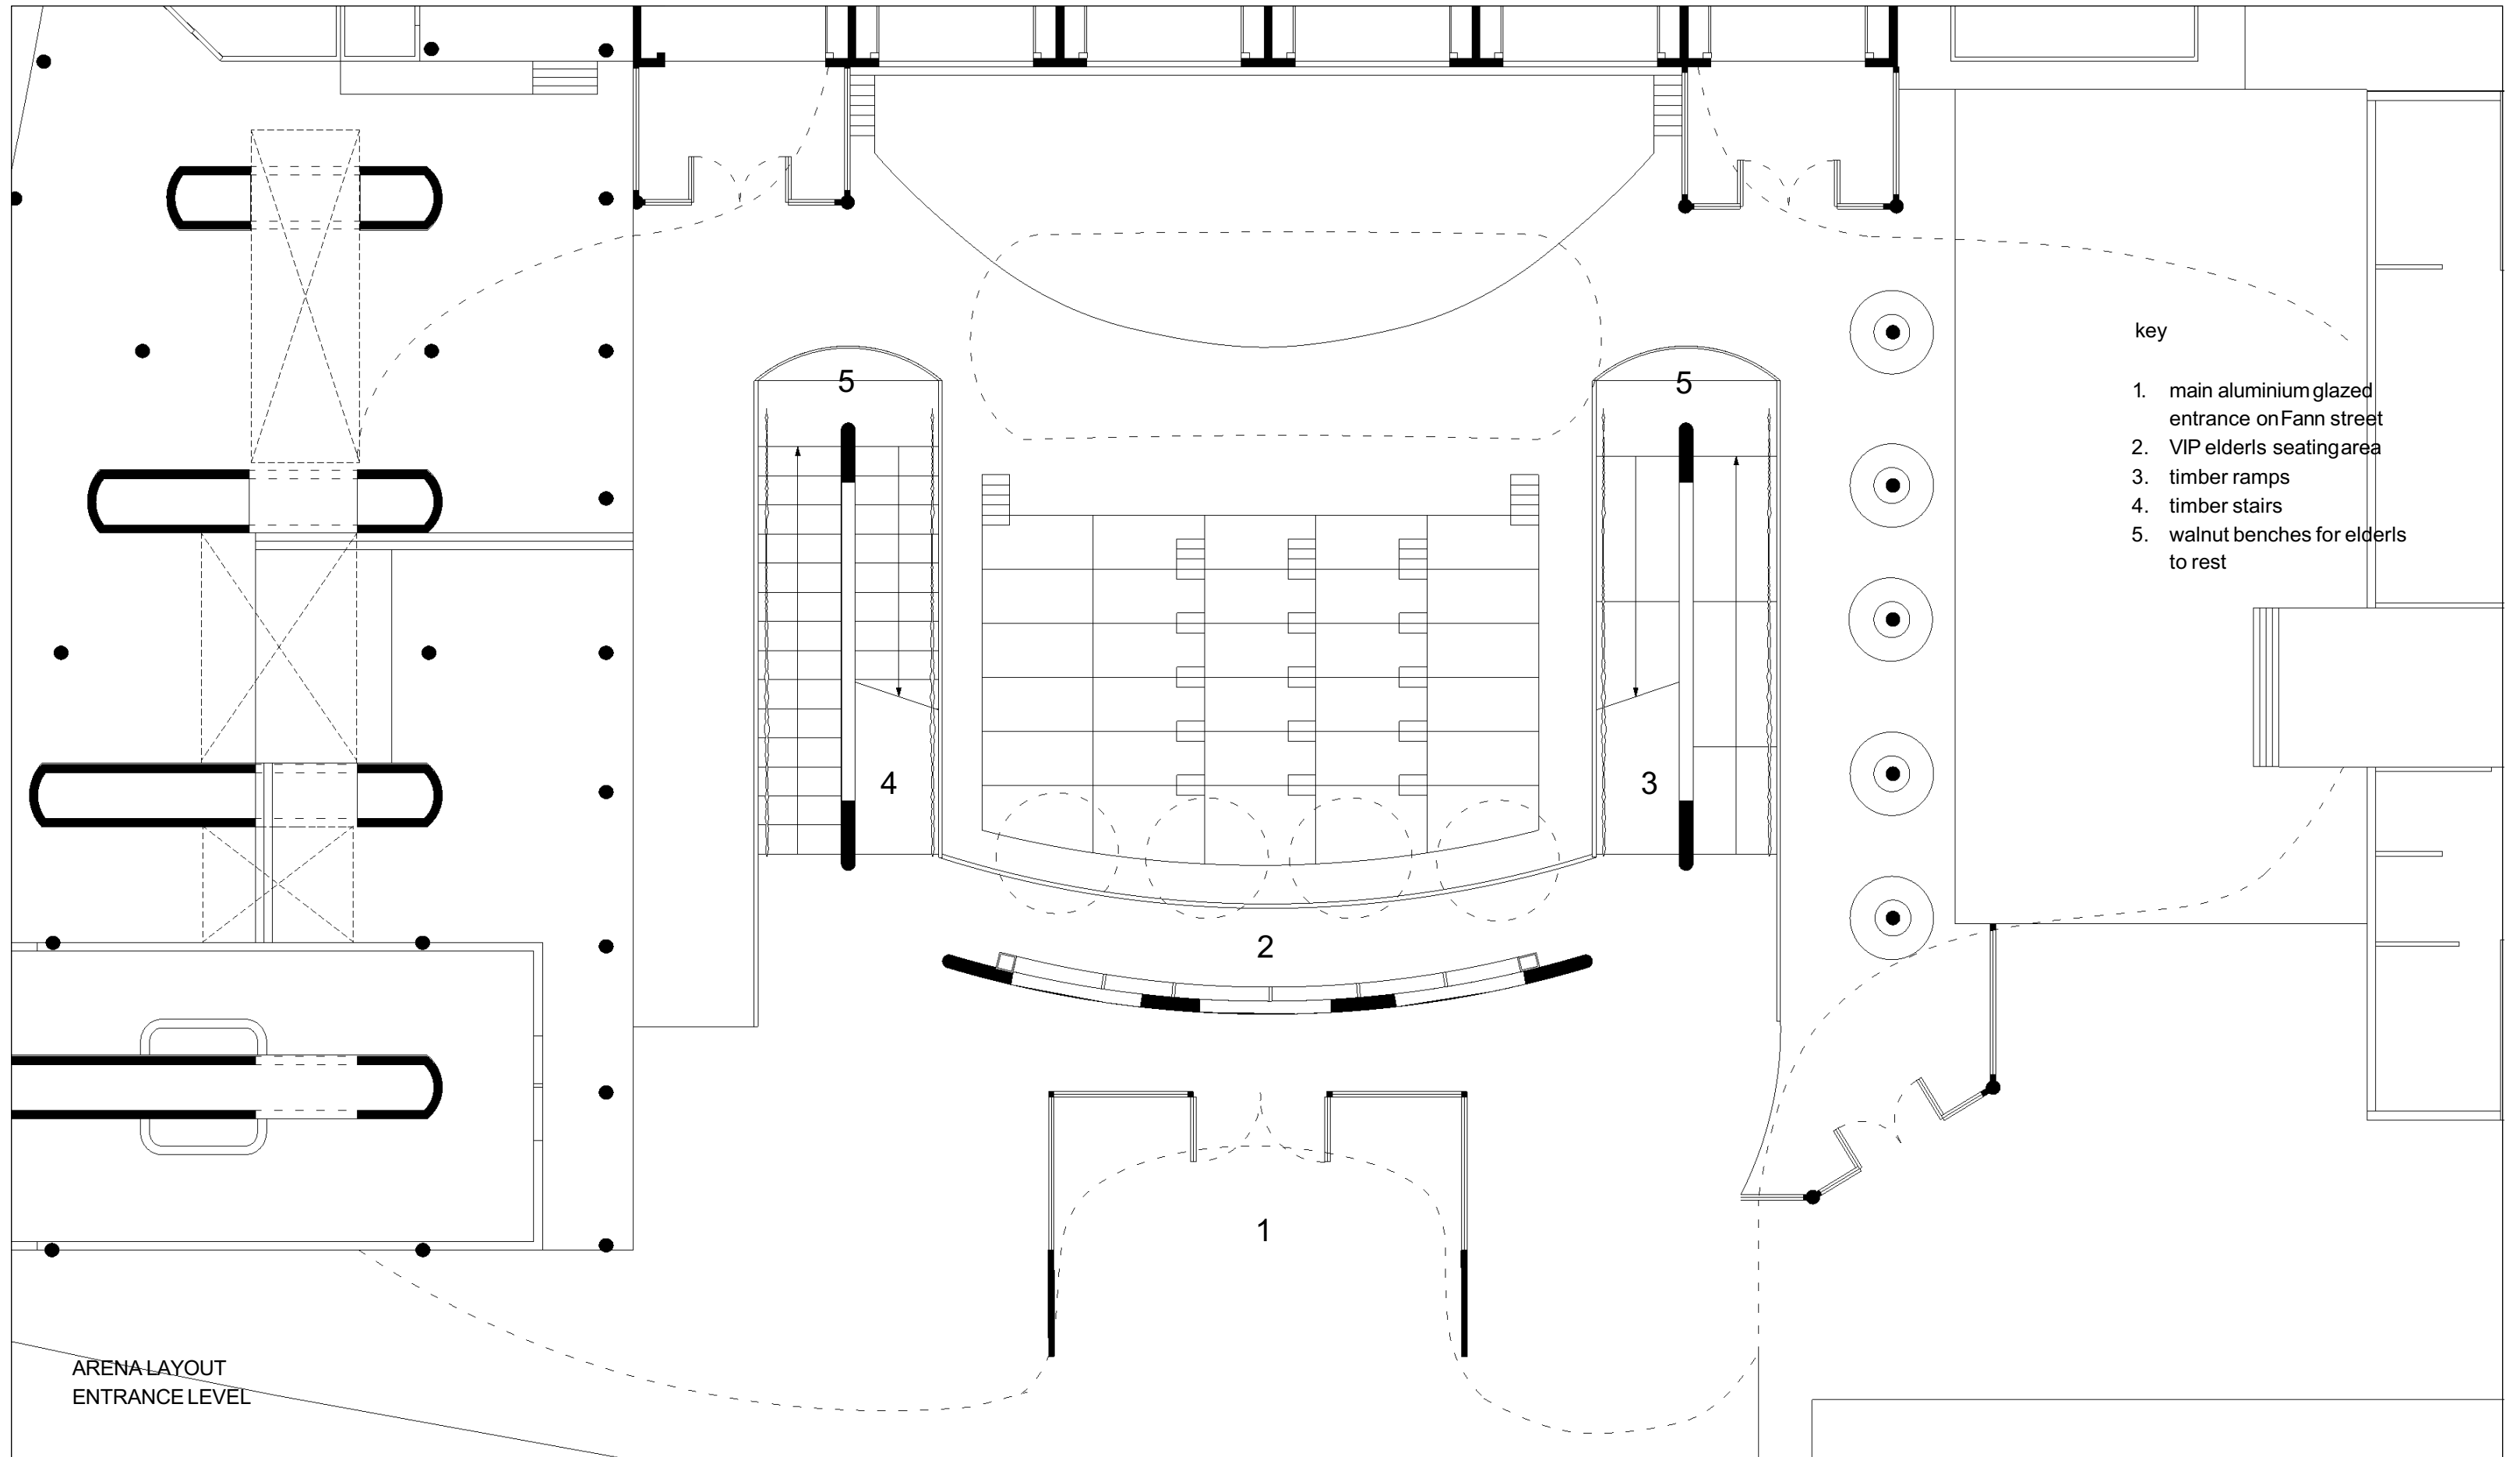 5
5
key
1. main aluminium glazed
entrance on Fann street
2. VIP elderls seating area
3. timber ramps
4. timber stairs
5. walnut benches for elderls
to rest
4
3
2
1
ARENA LAYOUT
ENTRANCE LEVEL